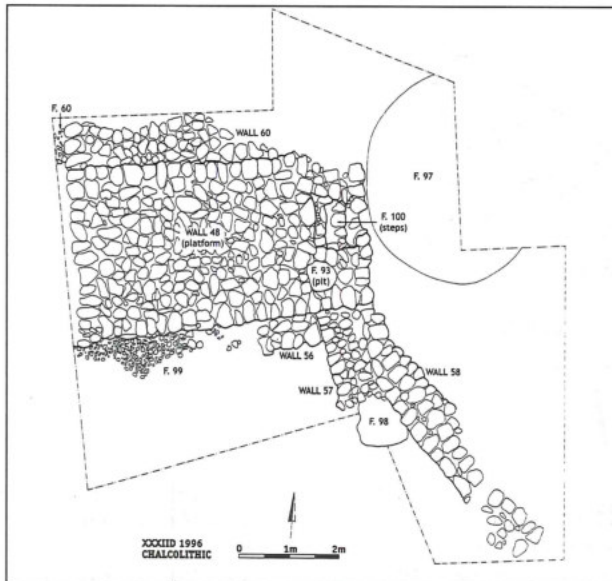 F. 60
WALL 60
F. 97
F. 100
(steps)
WALL 48
(platform)
F. 93
(pit)
WALL 56
F. 99
WALL 57
WALL 58
F. 98
XXXIID 1996
CHALCOLITHIC
0 1m 2m